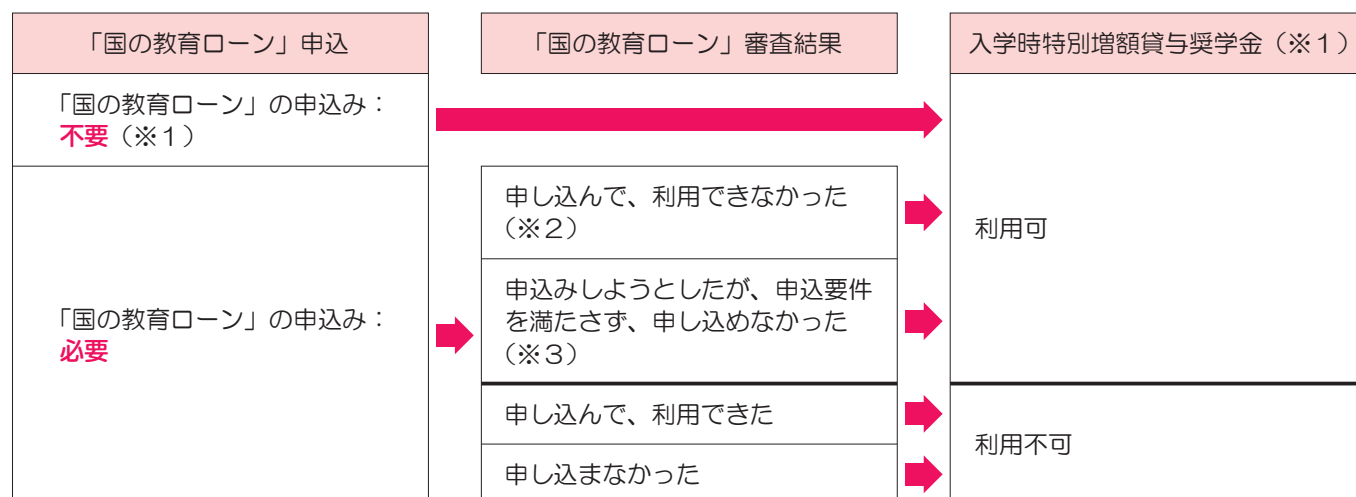 「国の教育ローン」申込
「国の教育ローン」審査結果
入学時特別増額貸与奨学金（※１）
「国の教育ローン」の申込み：
不要（※１）
申し込んで、利用できなかった
（※２）
利用可
申込みしようとしたが、申込要件
を満たさず、申し込めなかった
（※３）
「国の教育ローン」の申込み：
必要
申し込んで、利用できた
利用不可
申し込まなかった